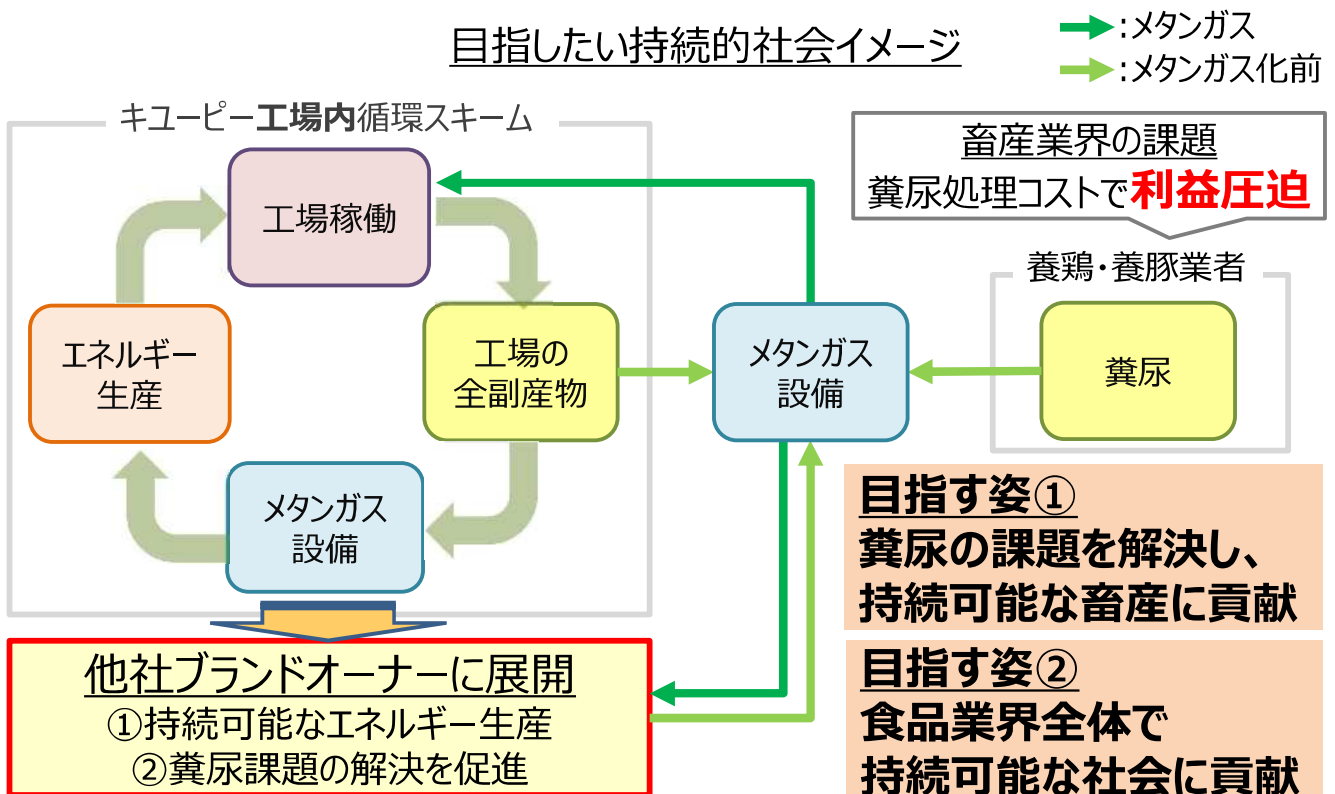 目指したい持続的社会イメージ
:メタンガス
:メタンガス化前
キユーピー工場内循環スキーム
工場稼働
エネルギー
生産
工場の
全副産物
メタンガス
設備
メタンガス
設備
畜産業界の課題
糞尿処理コストで利益圧迫
養鶏・養豚業者
糞尿
他社ブランドオーナーに展開
①持続可能なエネルギー生産
②糞尿課題の解決を促進
目指す姿①
糞尿の課題を解決し、
持続可能な畜産に貢献
目指す姿②
食品業界全体で
持続可能な社会に貢献